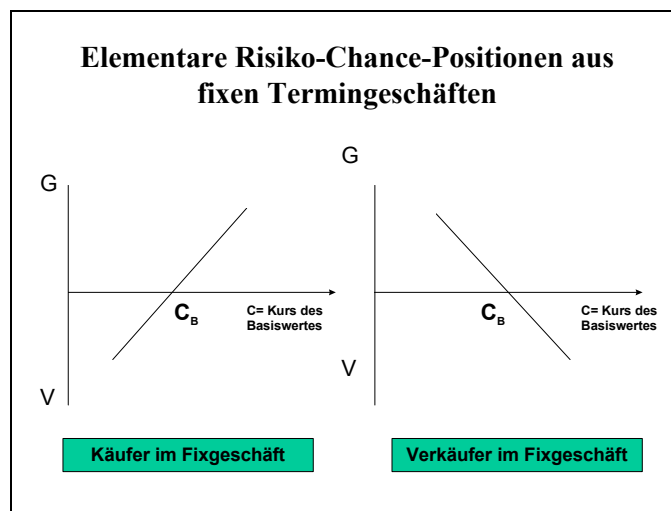 Elementare Risiko-Chance-Positionen aus
fixen Termingeschäften
G
C_B
C= Kurs des
Basiswertes
V
Käufer im Fixgeschäft
G
C_B
C= Kurs des
Basiswertes
V
Verkäufer im Fixgeschäft